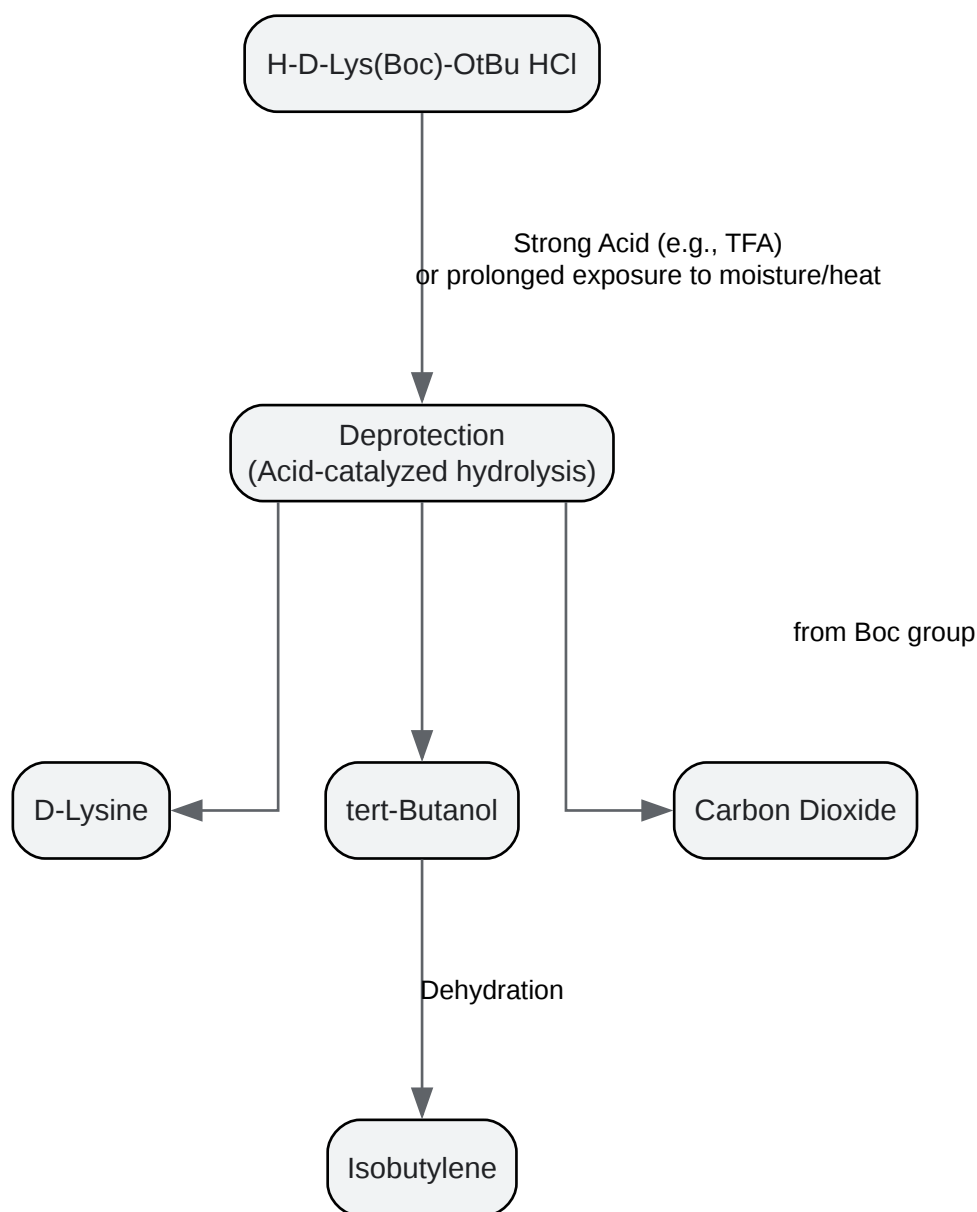 H-D-Lys(Boc)-OtBu HCl
Strong Acid (e.g., TFA)
or prolonged exposure to moisture/heat
Deprotection
(Acid-catalyzed hydrolysis)
from Boc group
D-Lysine
tert-Butanol
Carbon Dioxide
Dehydration
Isobutylene